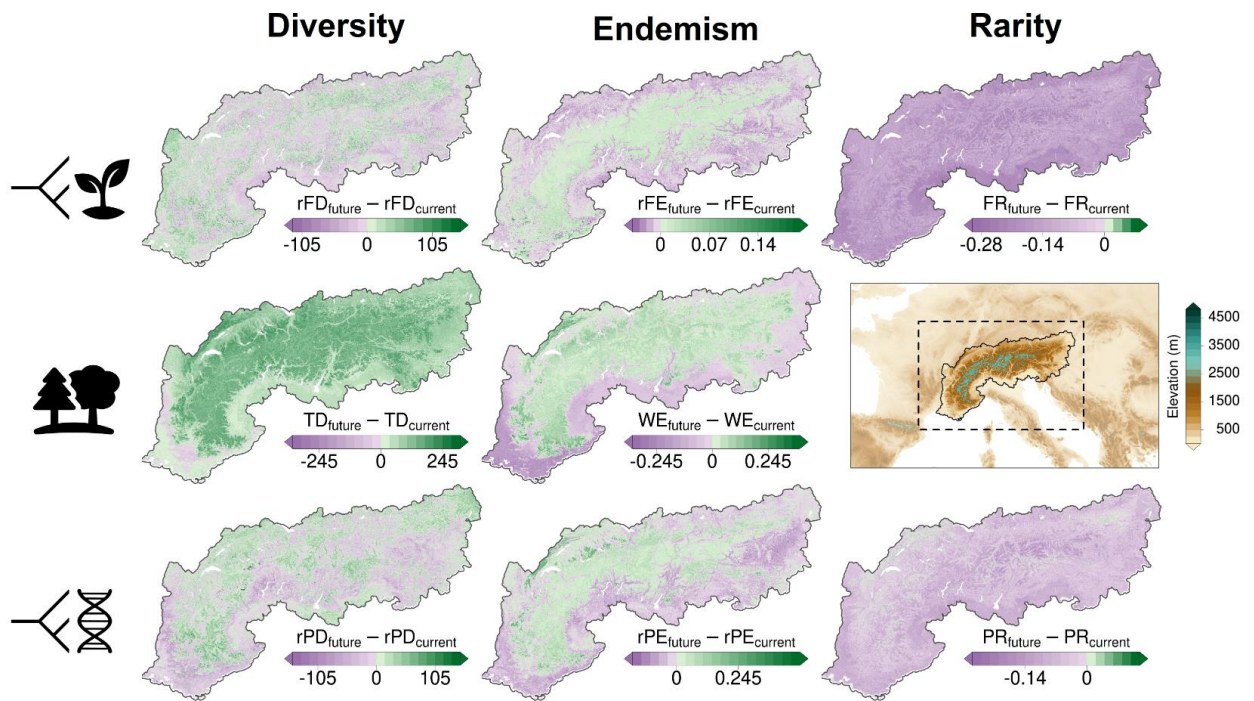 Diversity Endemism Rarity
rFDfuture – rFDcurrent
-105 0 105
rFEfuture – rFEcurrent
0 0.07 0.14
FRfuture – FRcurrent
-0.28 -0.14 0
TDfuture – TDcurrent
-245 0 245
WEfuture – WEcurrent
-0.245 0 0.245
Elevation (m)
4500
3500
2500
1500
500
rPDfuture – rPDcurrent
-105 0 105
rPEfuture – rPEcurrent
0 0.245
PRfuture – PRcurrent
-0.14 0